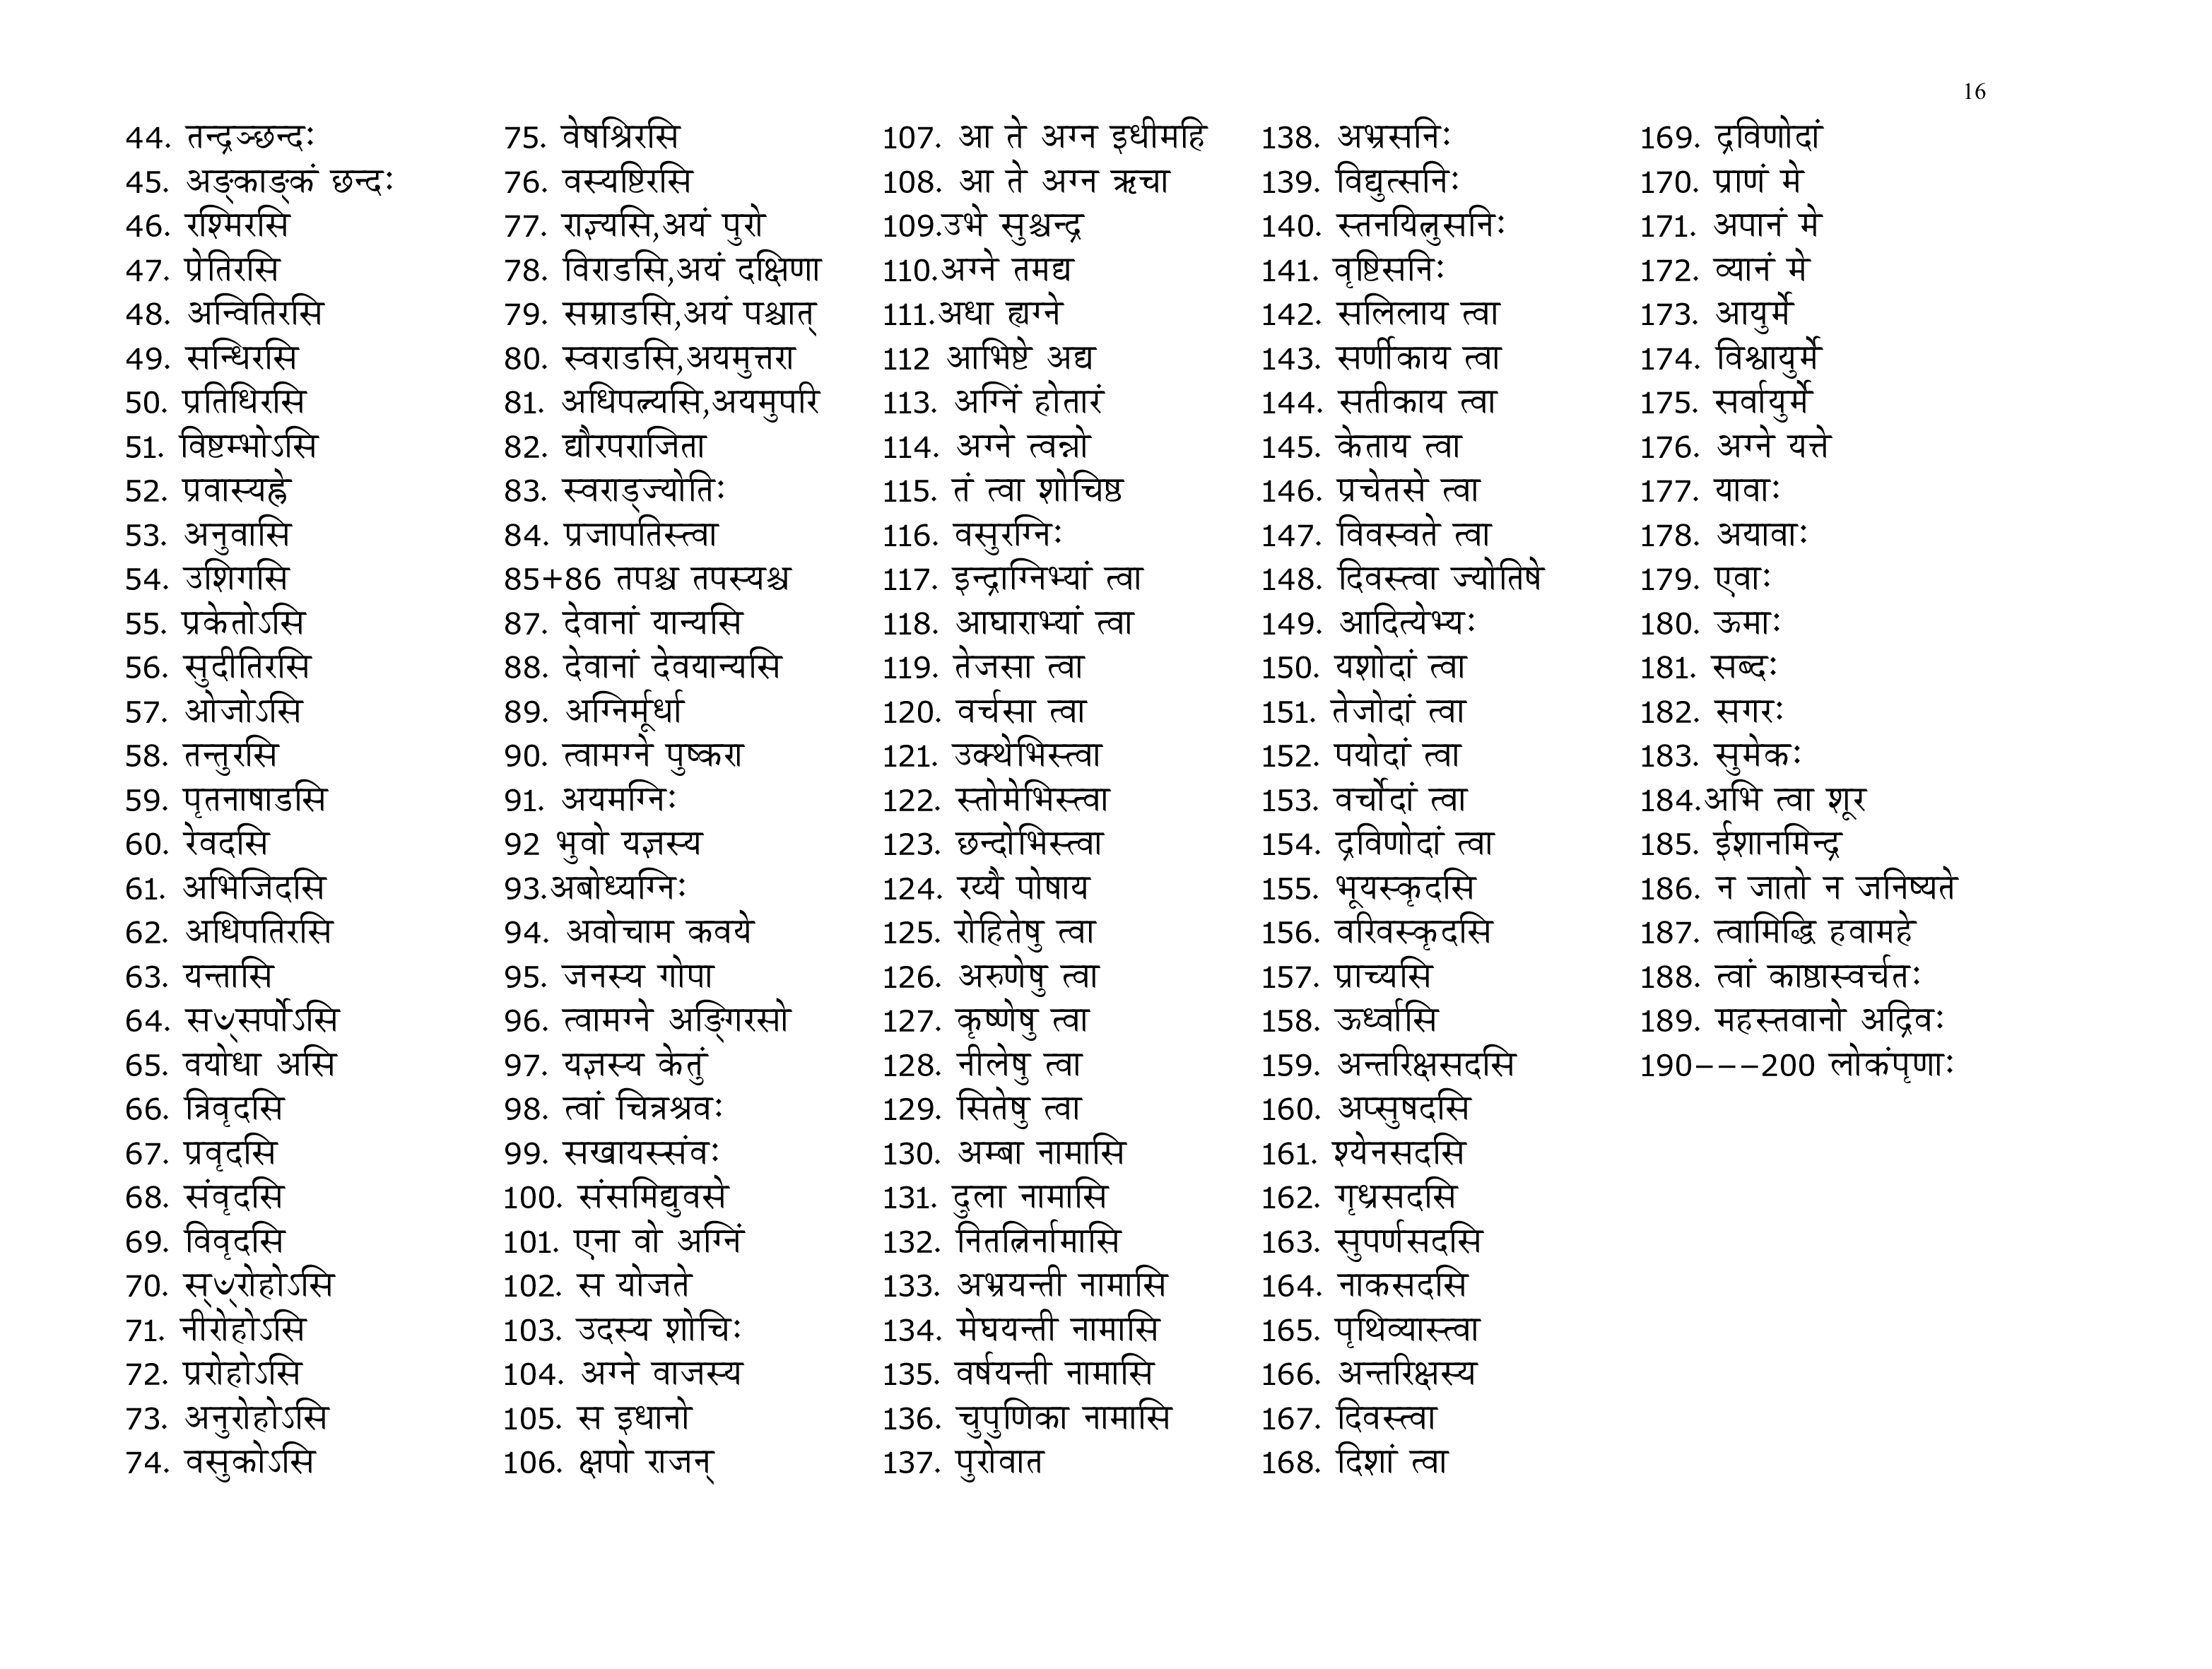 16
44. तन्द्रञ्छन्दः
45. अङ्काङ्कं छन्दः
46. रश्मिरसि
47. प्रेतिरसि
48. अन्वितिरसि
49. सन्धिरसि
50. प्रतिधिरसि
51. विष्टम्भोऽसि
52. प्रवास्यह्ने
53. अनुवासि
54. उशिगसि
55. प्रकेतोऽसि
56. सुदीतिरसि
57. ओजोऽसि
58. तन्तुरसि
59. पृतनाषाडसि
60. रेवदसि
61. अभिजिदसि
62. अधिपतिरसि
63. यन्तासि
64. सꣳसर्पोऽसि
65. वयोधा असि
66. त्रिवृदसि
67. प्रवृदसि
68. संवृदसि
69. विवृदसि
70. स्ꣳरोहोऽसि
71. नीरोहोऽसि
72. प्ररोहोऽसि
73. अनुरोहोऽसि
74. वसुकोऽसि
75. वेषश्रिरसि
76. वस्यष्टिरसि
77. राज्ञ्यसि,अयं पुरो
78. विराडसि,अयं दक्षिणा
79. सम्राडसि,अयं पश्चात्
80. स्वराडसि,अयमुत्तरा
81. अधिपत्न्यसि,अयमुपरि
82. द्यौरपराजिता
83. स्वराड्ज्योतिः
84. प्रजापतिस्त्वा
85+86 तपश्च तपस्यश्च
87. देवानां यान्यसि
88. देवानां देवयान्यसि
89. अग्निर्मूर्धा
90. त्वामग्ने पुष्करा
91. अयमग्निः
92 भुवो यज्ञस्य
93.अबोध्यग्निः
94. अवोचाम कवये
95. जनस्य गोपा
96. त्वामग्ने अङ्गिरसो
97. यज्ञस्य केतुं
98. त्वां चित्रश्रवः
99. सखायस्संवः
100. संसमिद्युवसे
101. एना वो अग्निं
102. स योजते
103. उदस्य शोचिः
104. अग्ने वाजस्य
105. स इधानो
106. क्षपो राजन्
107. आ ते अग्न इधीमहि
108. आ ते अग्न ऋचा
109.उभे सुश्चन्द्र
110.अग्ने तमद्य
111.अधा ह्यग्ने
112 आभिष्टे अद्य
113. अग्निं होतारं
114. अग्ने त्वन्नो
115. तं त्वा शोचिष्ठ
116. वसुरग्निः
117. इन्द्राग्निभ्यां त्वा
118. आघाराभ्यां त्वा
119. तेजसा त्वा
120. वर्चसा त्वा
121. उक्थेभिस्त्वा
122. स्तोमेभिस्त्वा
123. छन्दोभिस्त्वा
124. रय्यै पोषाय
125. रोहितेषु त्वा
126. अरुणेषु त्वा
127. कृष्णेषु त्वा
128. नीलेषु त्वा
129. सितेषु त्वा
130. अम्बा नामासि
131. दुला नामासि
132. नितत्निर्नामासि
133. अभ्रयन्ती नामासि
134. मेघयन्ती नामासि
135. वर्षयन्ती नामासि
136. चुपुणिका नामासि
137. पुरोवात
138. अभ्रसनिः
139. विद्युत्सनिः
140. स्तनयित्नुसनिः
141. वृष्टिसनिः
142. सलिलाय त्वा
143. सर्णीकाय त्वा
144. सतीकाय त्वा
145. केताय त्वा
146. प्रचेतसे त्वा
147. विवस्वते त्वा
148. दिवस्त्वा ज्योतिषे
149. आदित्येभ्यः
150. यशोदां त्वा
151. तेजोदां त्वा
152. पयोदां त्वा
153. वर्चोदां त्वा
154. द्रविणोदां त्वा
155. भूयस्कृदसि
156. वरिवस्कृदसि
157. प्राच्यसि
158. ऊर्ध्वासि
159. अन्तरिक्षसदसि
160. अप्सुषदसि
161. श्येनसदसि
162. गृध्रसदसि
163. सुपर्णसदसि
164. नाकसदसि
165. पृथिव्यास्त्वा
166. अन्तरिक्षस्य
167. दिवस्त्वा
168. दिशां त्वा
169. द्रविणोदां
170. प्राणं मे
171. अपानं मे
172. व्यानं मे
173. आयुर्मे
174. विश्वायुर्मे
175. सर्वायुर्मे
176. अग्ने यत्ते
177. यावाः
178. अयावाः
179. एवाः
180. ऊमाः
181. सब्दः
182. सगरः
183. सुमेकः
184.अभि त्वा शूर
185. ईशानमिन्द्र
186. न जातो न जनिष्यते
187. त्वामिद्धि हवामहे
188. त्वां काष्ठास्वर्चतः
189. महस्तवानो अद्रिवः
190---200 लोकंपृणाः